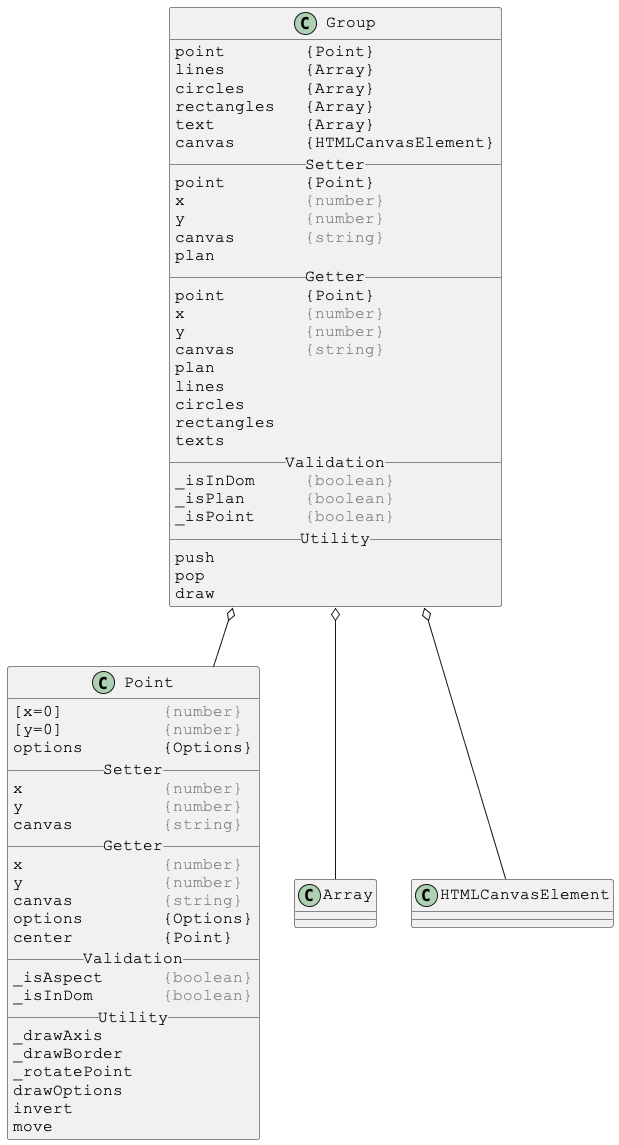 C Group
point {Point}
lines {Array}
circles {Array}
rectangles {Array}
text {Array}
canvas {HTMLCanvasElement}
Setter
point {Point}
x {number}
y {number}
canvas {string}
plan
Getter
point {Point}
x {number}
y {number}
canvas {string}
plan
lines
circles
rectangles
texts
Validation
_isInDom {boolean}
_isPlan {boolean}
_isPoint {boolean}
Utility
push
pop
draw
C Point
[x=0] {number}
[y=0] {number}
options {Options}
Setter
x {number}
y {number}
canvas {string}
Getter
x {number}
y {number}
canvas {string}
options {Options}
center {Point}
Validation
_isAspect {boolean}
_isInDom {boolean}
Utility
_drawAxis
_drawBorder
_rotatePoint
drawOptions
invert
move
C Array
C HTMLCanvasElement